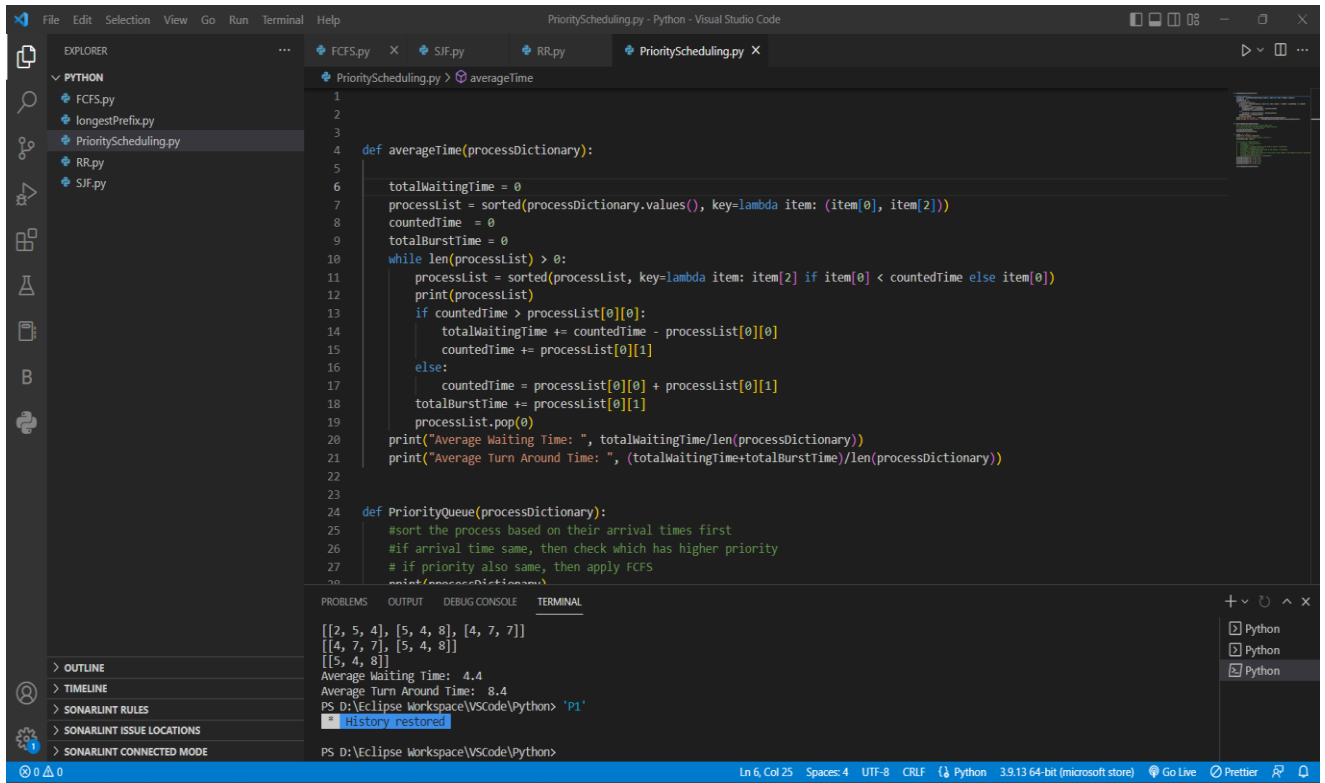 File Edit Selection View Go Run Terminal Help PriorityScheduling.py - Python - Visual Studio Code
EXPLORER
PYTHON
FCFS.py
longestPrefix.py
PriorityScheduling.py
RR.py
SJF.py
OUTLINE
TIMELINE
SONARLINT RULES
SONARLINT ISSUE LOCATIONS
SONARLINT CONNECTED MODE
FCFS.py SJF.py RR.py PriorityScheduling.py
PriorityScheduling.py > averageTime
1
2
3
4 def averageTime(processDictionary):
5
6 totalWaitingTime = 0
7 processList = sorted(processDictionary.values(), key=lambda item: (item[0], item[2]))
8 countedTime  = 0
9 totalBurstTime = 0
10 while len(processList) > 0:
11 processList = sorted(processList, key=lambda item: item[2] if item[0] < countedTime else item[0])
12 print(processList)
13 if countedTime > processList[0][0]:
14 totalWaitingTime += countedTime - processList[0][0]
15 countedTime += processList[0][1]
16 else:
17 countedTime = processList[0][0] + processList[0][1]
18 totalBurstTime += processList[0][1]
19 processList.pop(0)
20 print("Average Waiting Time: ", totalWaitingTime/len(processDictionary))
21 print("Average Turn Around Time: ", (totalWaitingTime+totalBurstTime)/len(processDictionary))
22
23
24 def PriorityQueue(processDictionary):
25 #sort the process based on their arrival times first
26 #if arrival time same, then check which has higher priority
27 # if priority also same, then apply FCFS
28 print(processDictionary)
PROBLEMS OUTPUT DEBUG CONSOLE TERMINAL
[[2, 5, 4], [5, 4, 8], [4, 7, 7]]
[[4, 7, 7], [5, 4, 8]]
[[5, 4, 8]]
Average Waiting Time:  4.4
Average Turn Around Time:  8.4
PS D:\Eclipse Workspace\VSCode\Python> 'P1'
* History restored
PS D:\Eclipse Workspace\VSCode\Python>
Python
Python
Python
B
1
0 0 Ln 6, Col 25 Spaces: 4 UTF-8 CRLF Python 3.9.13 64-bit (microsoft store) Go Live Prettier